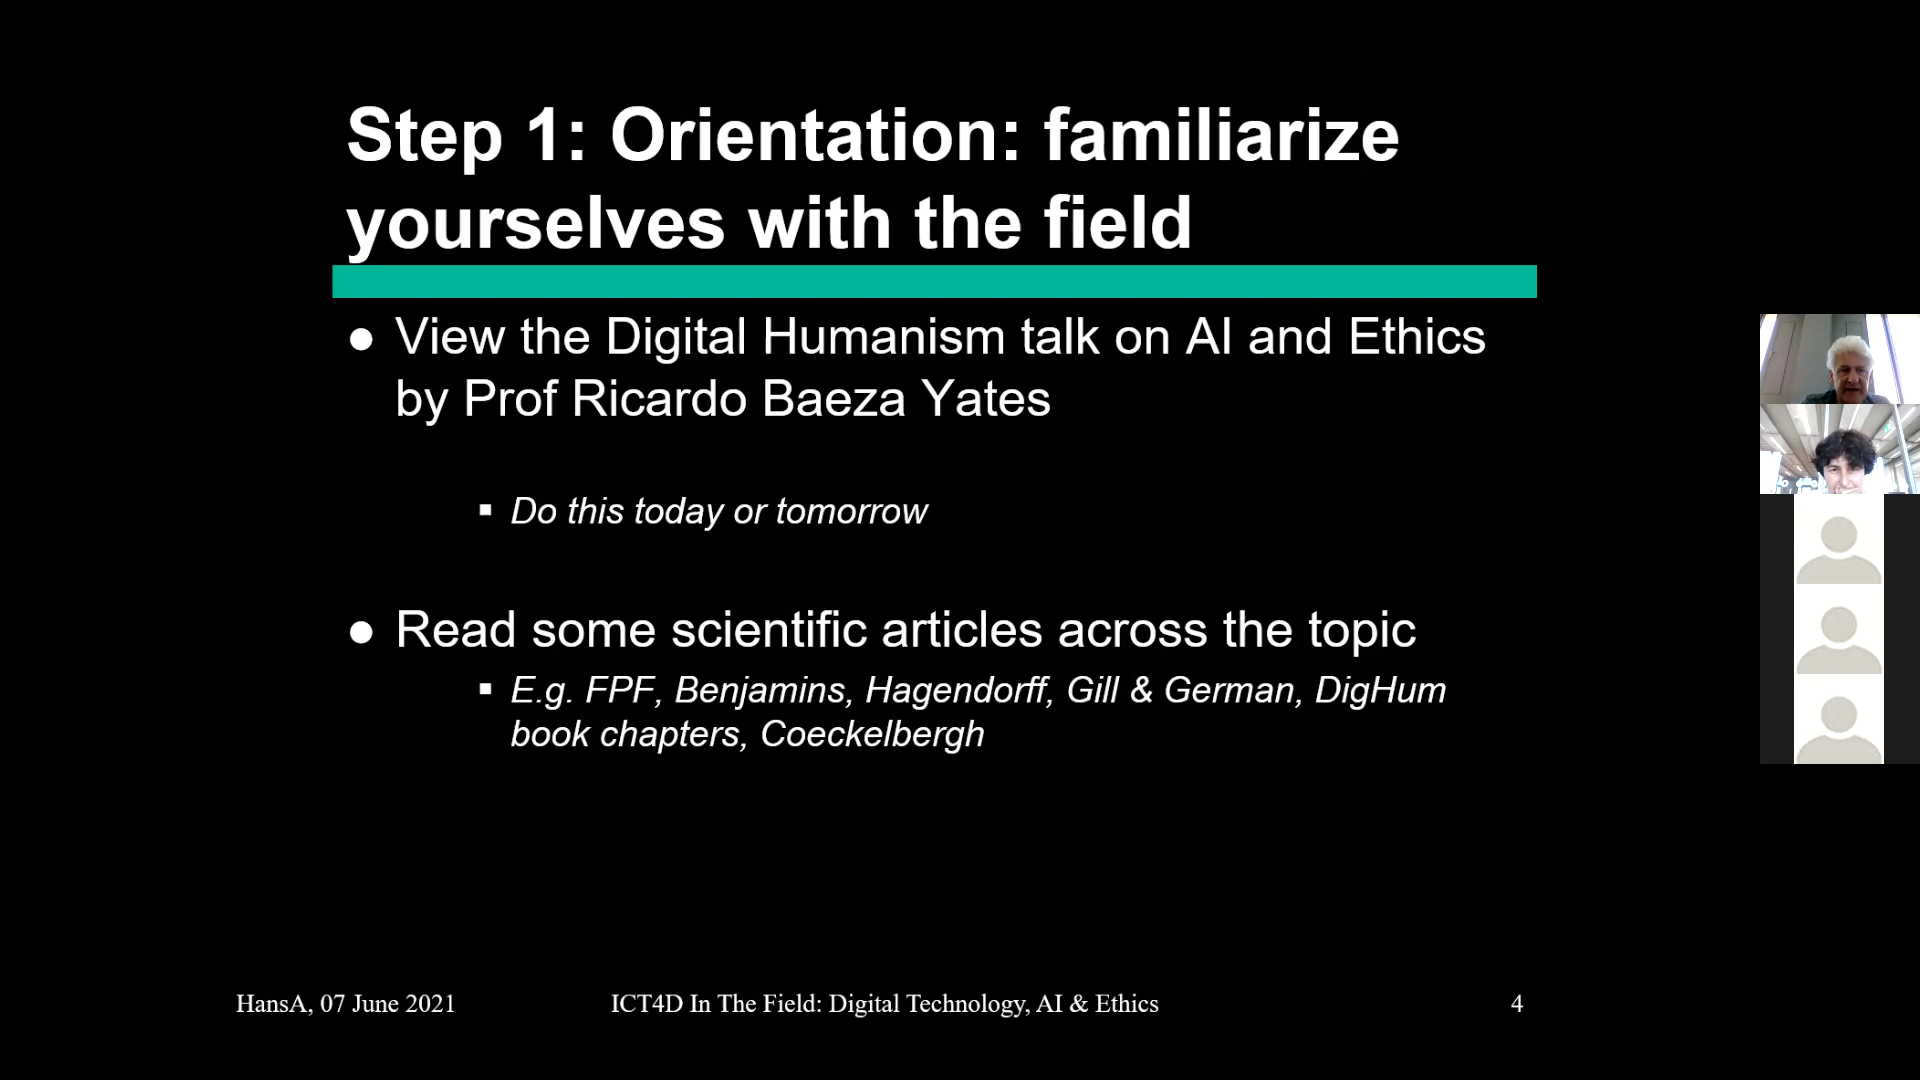 Step 1: Orientation: familiarize
yourselves with the field
● View the Digital Humanism talk on AI and Ethics
by Prof Ricardo Baeza Yates
▪ Do this today or tomorrow
● Read some scientific articles across the topic
▪ E.g. FPF, Benjamins, Hagendorff, Gill & German, DigHum
book chapters, Coeckelbergh
HansA, 07 June 2021
ICT4D In The Field: Digital Technology, AI & Ethics
4